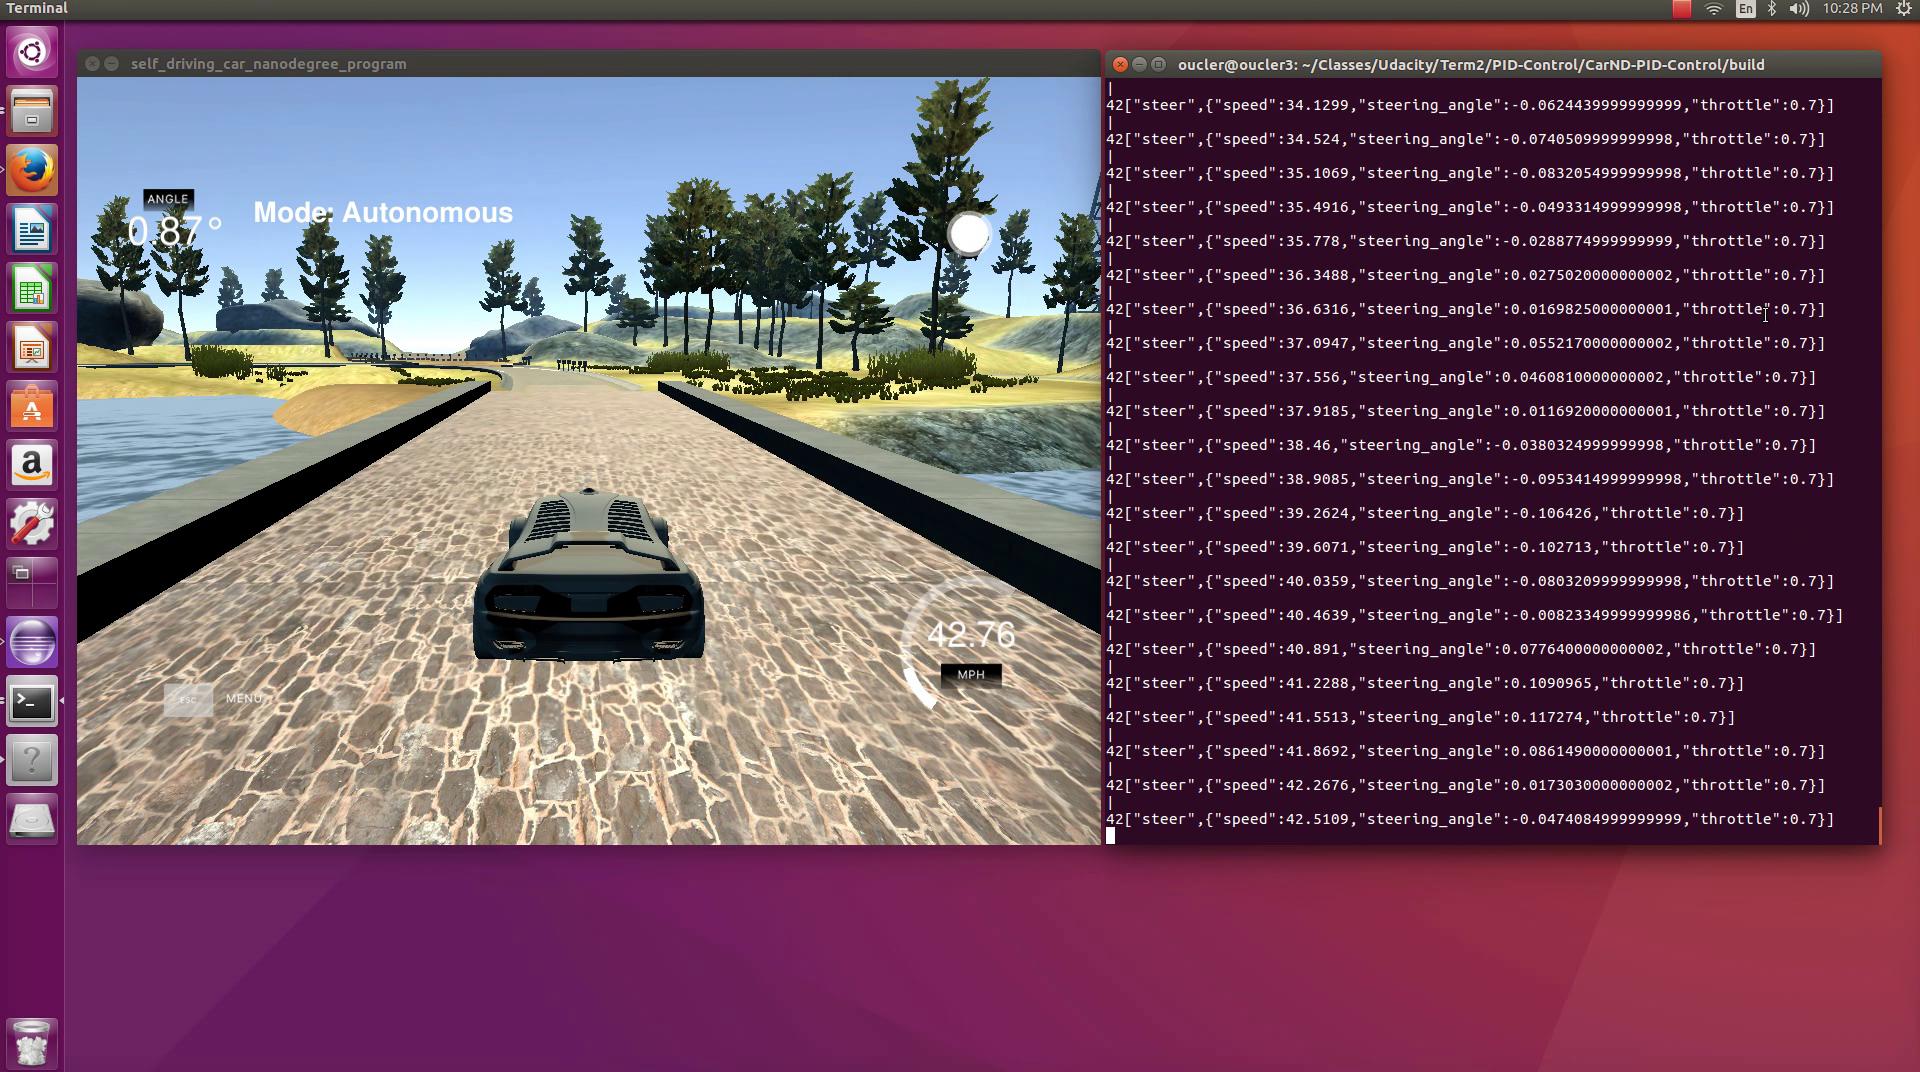 Terminal
En
10:28 PM
self_driving_car_nanodegree_program
ANGLE
0.87°
Mode: Autonomous
42.76
MPH
ESC
MENU
a
oucler@oucler3: ~/Classes/Udacity/Term2/PID-Control/CarND-PID-Control/build
|
42["steer",{"speed":34.1299,"steering_angle":-0.0624439999999999,"throttle":0.7}]
|
42["steer",{"speed":34.524,"steering_angle":-0.0740509999999998,"throttle":0.7}]
|
42["steer",{"speed":35.1069,"steering_angle":-0.0832054999999998,"throttle":0.7}]
|
42["steer",{"speed":35.4916,"steering_angle":-0.0493314999999998,"throttle":0.7}]
|
42["steer",{"speed":35.778,"steering_angle":-0.0288774999999999,"throttle":0.7}]
|
42["steer",{"speed":36.3488,"steering_angle":0.0275020000000002,"throttle":0.7}]
|
42["steer",{"speed":36.6316,"steering_angle":0.0169825000000001,"throttle":0.7}]
|
42["steer",{"speed":37.0947,"steering_angle":0.0552170000000002,"throttle":0.7}]
|
42["steer",{"speed":37.556,"steering_angle":0.0460810000000002,"throttle":0.7}]
|
42["steer",{"speed":37.9185,"steering_angle":0.0116920000000001,"throttle":0.7}]
|
42["steer",{"speed":38.46,"steering_angle":-0.0380324999999998,"throttle":0.7}]
|
42["steer",{"speed":38.9085,"steering_angle":-0.0953414999999998,"throttle":0.7}]
|
42["steer",{"speed":39.2624,"steering_angle":-0.106426,"throttle":0.7}]
|
42["steer",{"speed":39.6071,"steering_angle":-0.102713,"throttle":0.7}]
|
42["steer",{"speed":40.0359,"steering_angle":-0.0803209999999998,"throttle":0.7}]
|
42["steer",{"speed":40.4639,"steering_angle":-0.00823349999999986,"throttle":0.7}]
|
42["steer",{"speed":40.891,"steering_angle":0.0776400000000002,"throttle":0.7}]
|
42["steer",{"speed":41.2288,"steering_angle":0.1090965,"throttle":0.7}]
|
42["steer",{"speed":41.5513,"steering_angle":0.117274,"throttle":0.7}]
|
42["steer",{"speed":41.8692,"steering_angle":0.0861490000000001,"throttle":0.7}]
|
42["steer",{"speed":42.2676,"steering_angle":0.0173030000000002,"throttle":0.7}]
|
42["steer",{"speed":42.5109,"steering_angle":-0.0474084999999999,"throttle":0.7}]